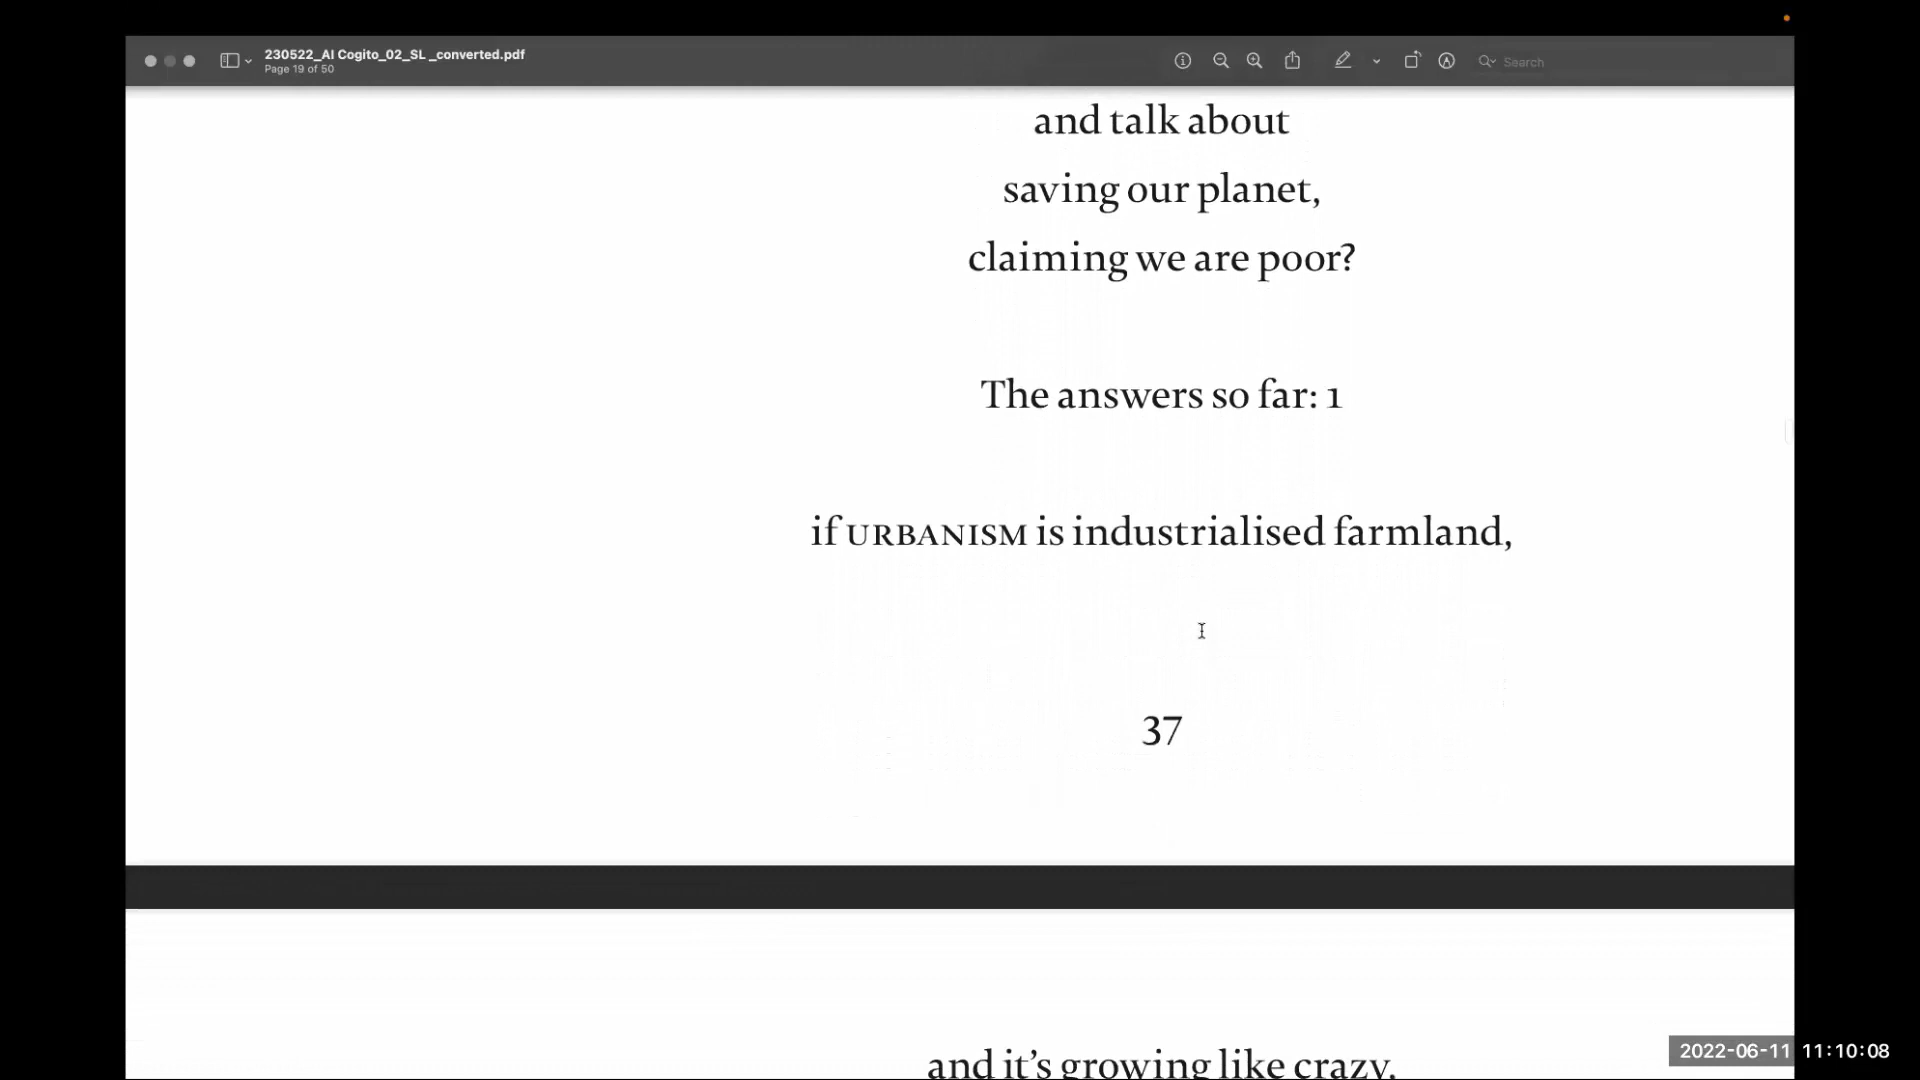 230522_AI Cogito_02_SL _converted.pdf
Page 19 of 50
Search
and talk about
saving our planet,
claiming we are poor?
The answers so far: 1
if URBANISM is industrialised farmland,
37
and it’s growing like crazy,
2022-06-11 11:10:08